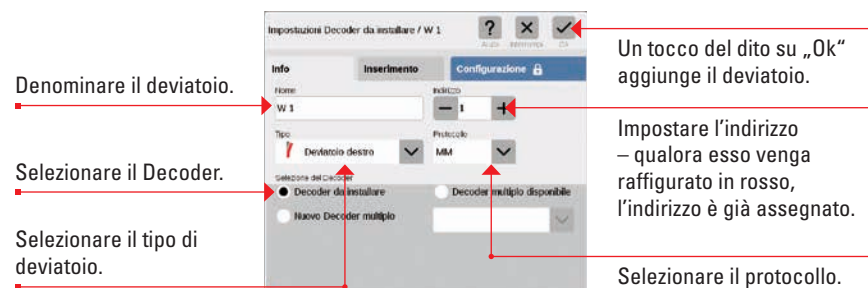 Impostazioni Decoder da installare / W 1
Aiuto Interrompi Ok
Un tocco del dito su „Ok“
aggiunge il deviatoio.
Info Inserimento Configurazione
Denominare il deviatoio.
Nome Indirizzo
W 1 1
Impostare l’indirizzo
– qualora esso venga
raffigurato in rosso,
l’indirizzo è già assegnato.
Tipo Protocollo
Deviatoio destro MM
Selezionare il Decoder.
Selezione del Decoder
Decoder da installare Decoder multiplo disponibile
Nuovo Decoder multiplo
Selezionare il tipo di
deviatoio.
Selezionare il protocollo.